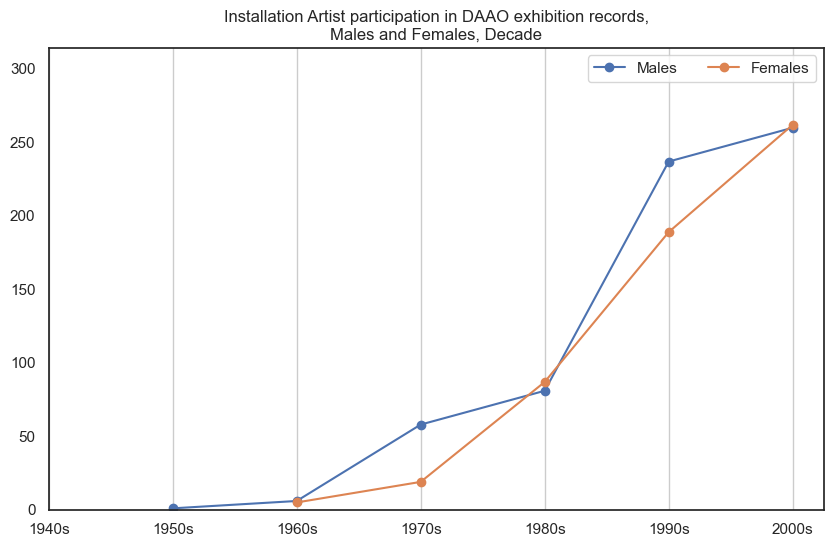 Installation Artist participation in DAAO exhibition records,
Males and Females, Decade
Males Females
300
250
200
150
100
50
0
1940s 1950s 1960s 1970s 1980s 1990s 2000s